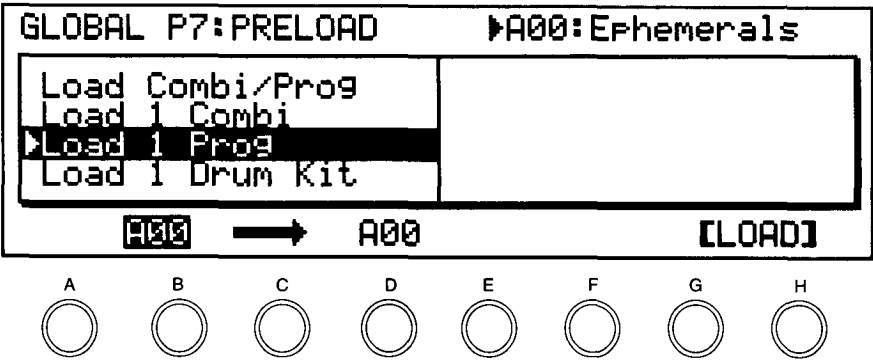 GLOBAL P7:PRELOAD ▶A00:Ephemerals
Load Combi/Prog
Load 1 Combi
▶Load 1 Prog
Load 1 Drum Kit
A00 → A00 [LOAD]
A B C D E F G H